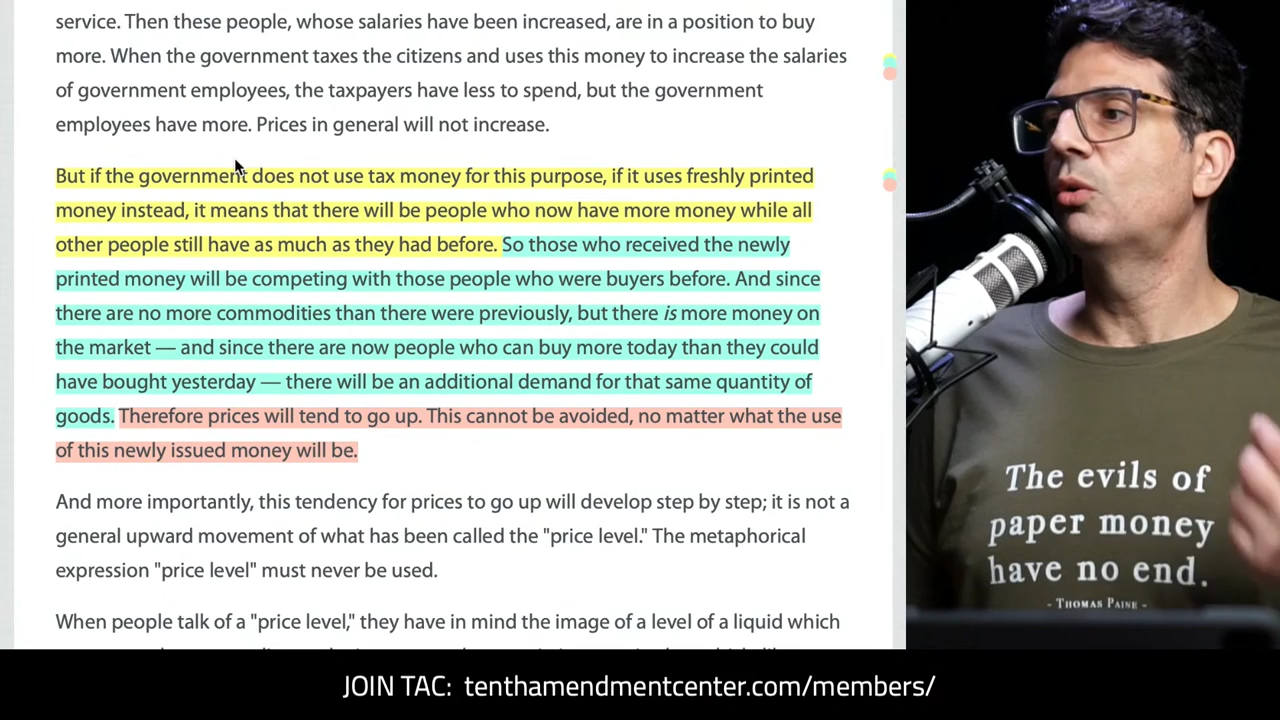 service. Then these people, whose salaries have been increased, are in a position to buy
more. When the government taxes the citizens and uses this money to increase the salaries
of government employees, the taxpayers have less to spend, but the government
employees have more. Prices in general will not increase.
But if the government does not use tax money for this purpose, if it uses freshly printed
money instead, it means that there will be people who now have more money while all
other people still have as much as they had before. So those who received the newly
printed money will be competing with those people who were buyers before. And since
there are no more commodities than there were previously, but there is more money on
the market — and since there are now people who can buy more today than they could
have bought yesterday — there will be an additional demand for that same quantity of
goods. Therefore prices will tend to go up. This cannot be avoided, no matter what the use
of this newly issued money will be.
And more importantly, this tendency for prices to go up will develop step by step; it is not a
general upward movement of what has been called the "price level." The metaphorical
expression "price level" must never be used.
When people talk of a "price level," they have in mind the image of a level of a liquid which
The evils of
paper money
have no end.
- Thomas Paine -
JOIN TAC: tenthamendmentcenter.com/members/